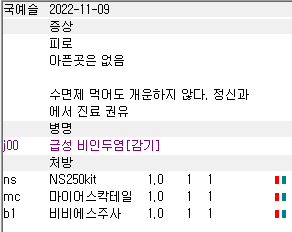 국예슬 2022-11-09
증상
피로
아픈곳은 없음
수면제 먹어도 개운하지 않다. 정신과
에서 진료 권유
병명
j00 급성 비인두염[감기]
처방
ns NS250kit 1.0 1 1
mc 마이어스칵테일 1.0 1 1
b1 비비에스주사 1.0 1 1